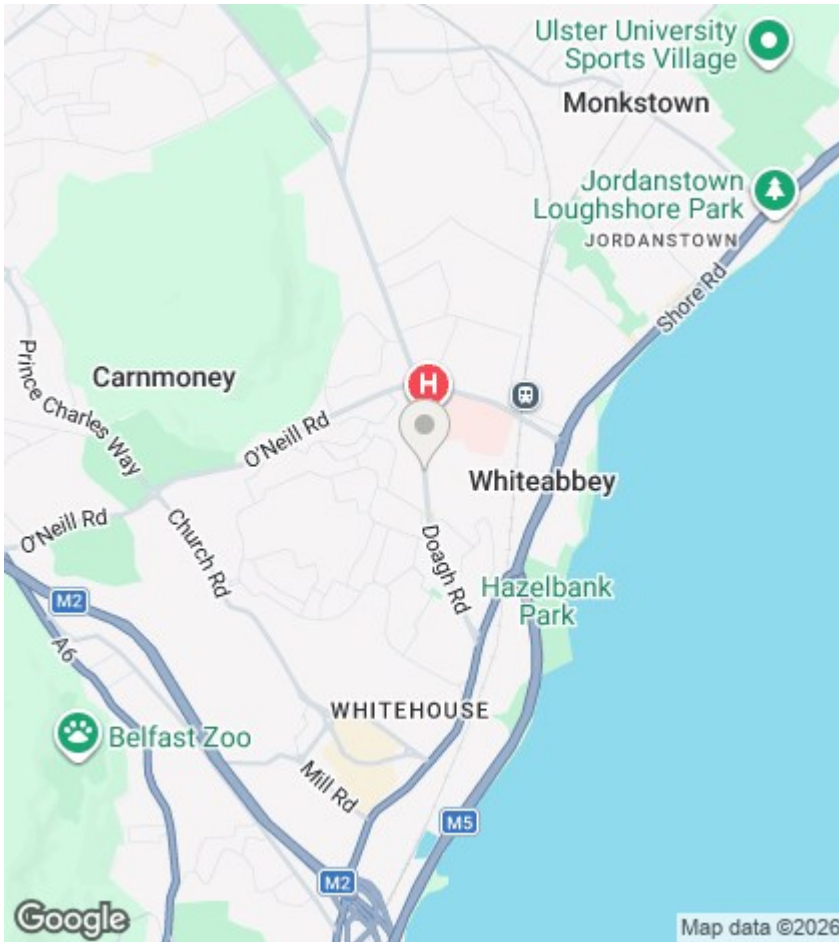 Ulster University
Sports Village
Monkstown
Jordanstown
Loughshore Park
JORDANSTOWN
Shore Rd
Prince Charles Way
Carnmoney
H
O'Neill Rd
Whiteabbey
O'Neill Rd
Church Rd
Doagh Rd
Hazelbank
Park
M2
A6
WHITEHOUSE
Belfast Zoo
Mill Rd
M5
M2
Google
Map data ©2026